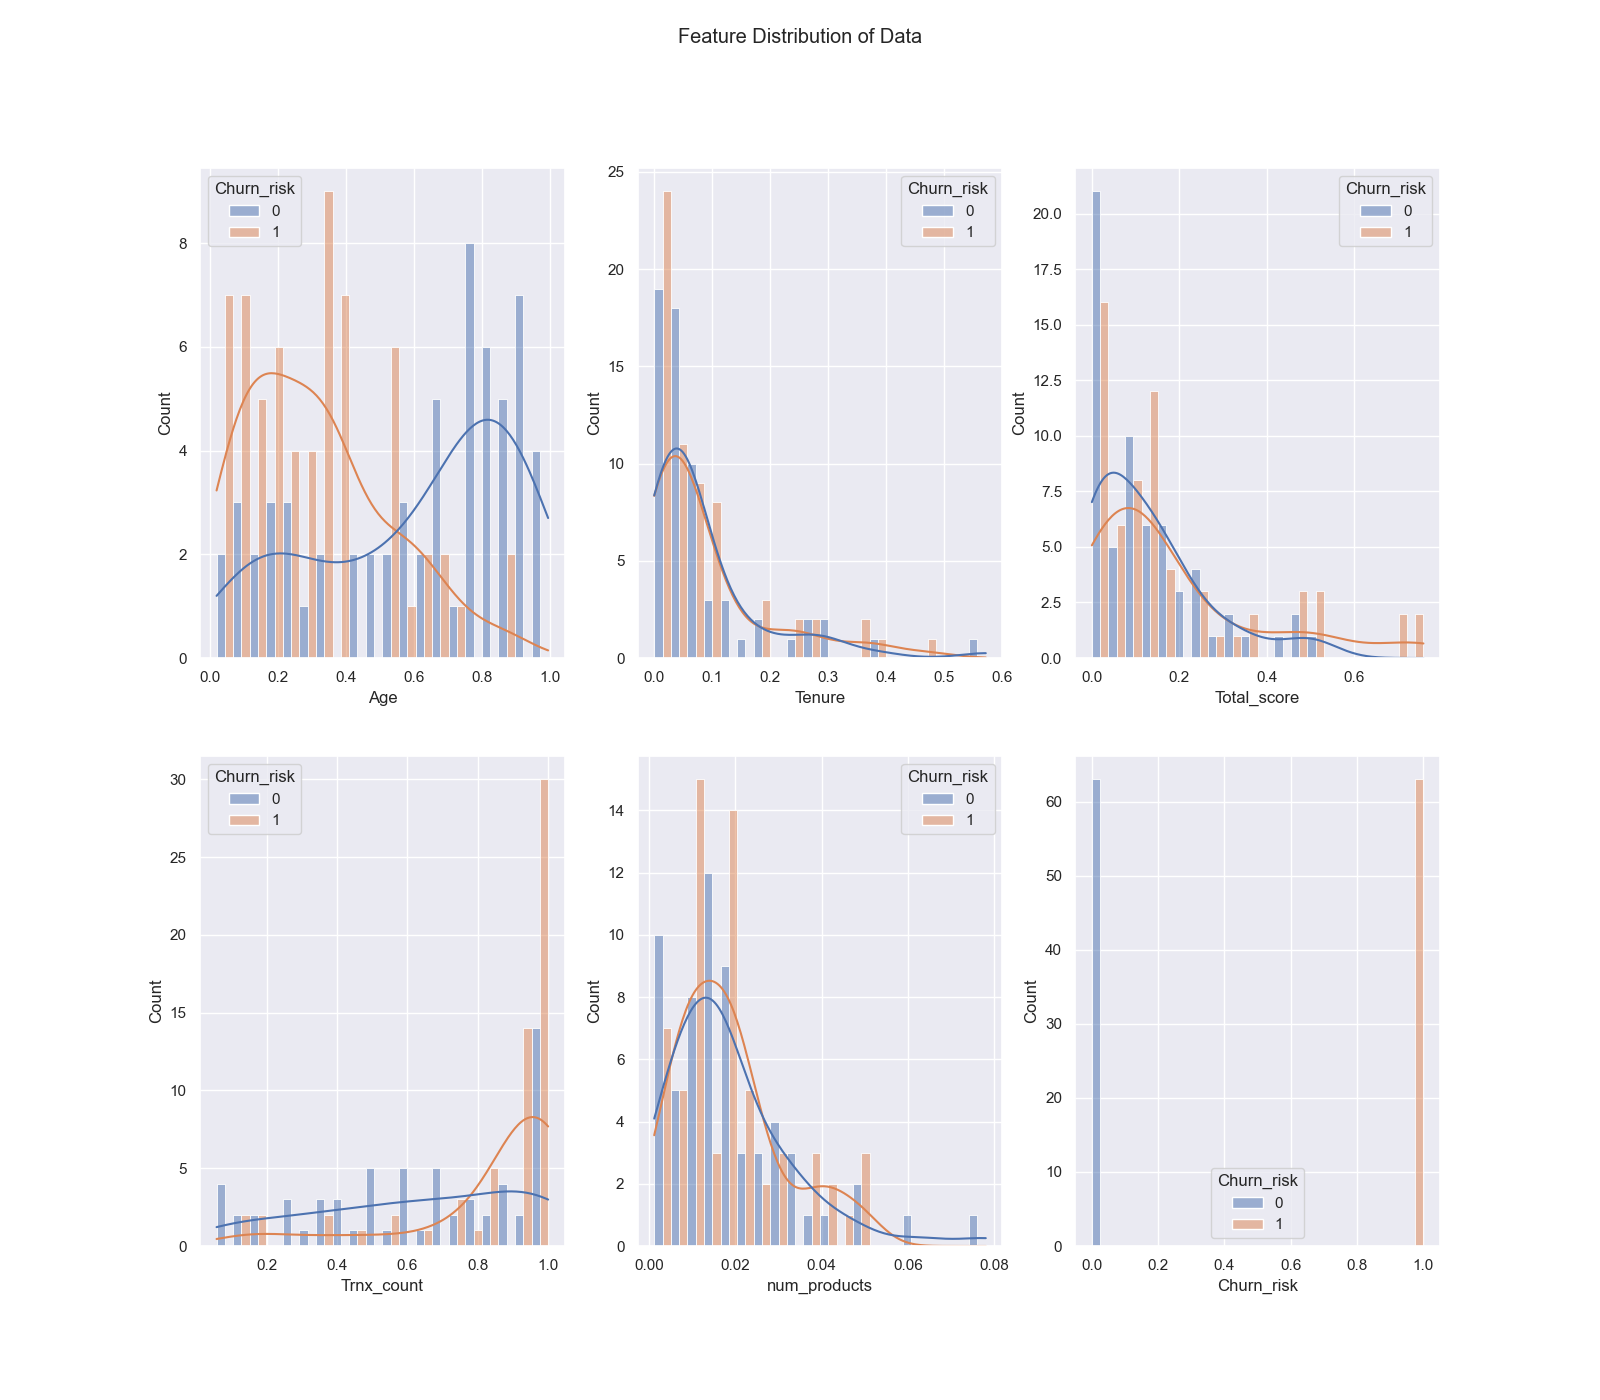 Feature Distribution of Data
Churn_risk
0
1
8
6
4
2
0
Count
0.0 0.2 0.4 0.6 0.8 1.0
Age
Churn_risk
0
1
25
20
15
10
5
0
Count
0.0 0.1 0.2 0.3 0.4 0.5 0.6
Tenure
Churn_risk
0
1
20.0
17.5
15.0
12.5
10.0
7.5
5.0
2.5
0.0
Count
0.0 0.2 0.4 0.6
Total_score
Churn_risk
0
1
30
25
20
15
10
5
0
Count
0.2 0.4 0.6 0.8 1.0
Trnx_count
Churn_risk
0
1
14
12
10
8
6
4
2
0
Count
0.00 0.02 0.04 0.06 0.08
num_products
60
50
40
30
20
10
0
Count
Churn_risk
0
1
0.0 0.2 0.4 0.6 0.8 1.0
Churn_risk